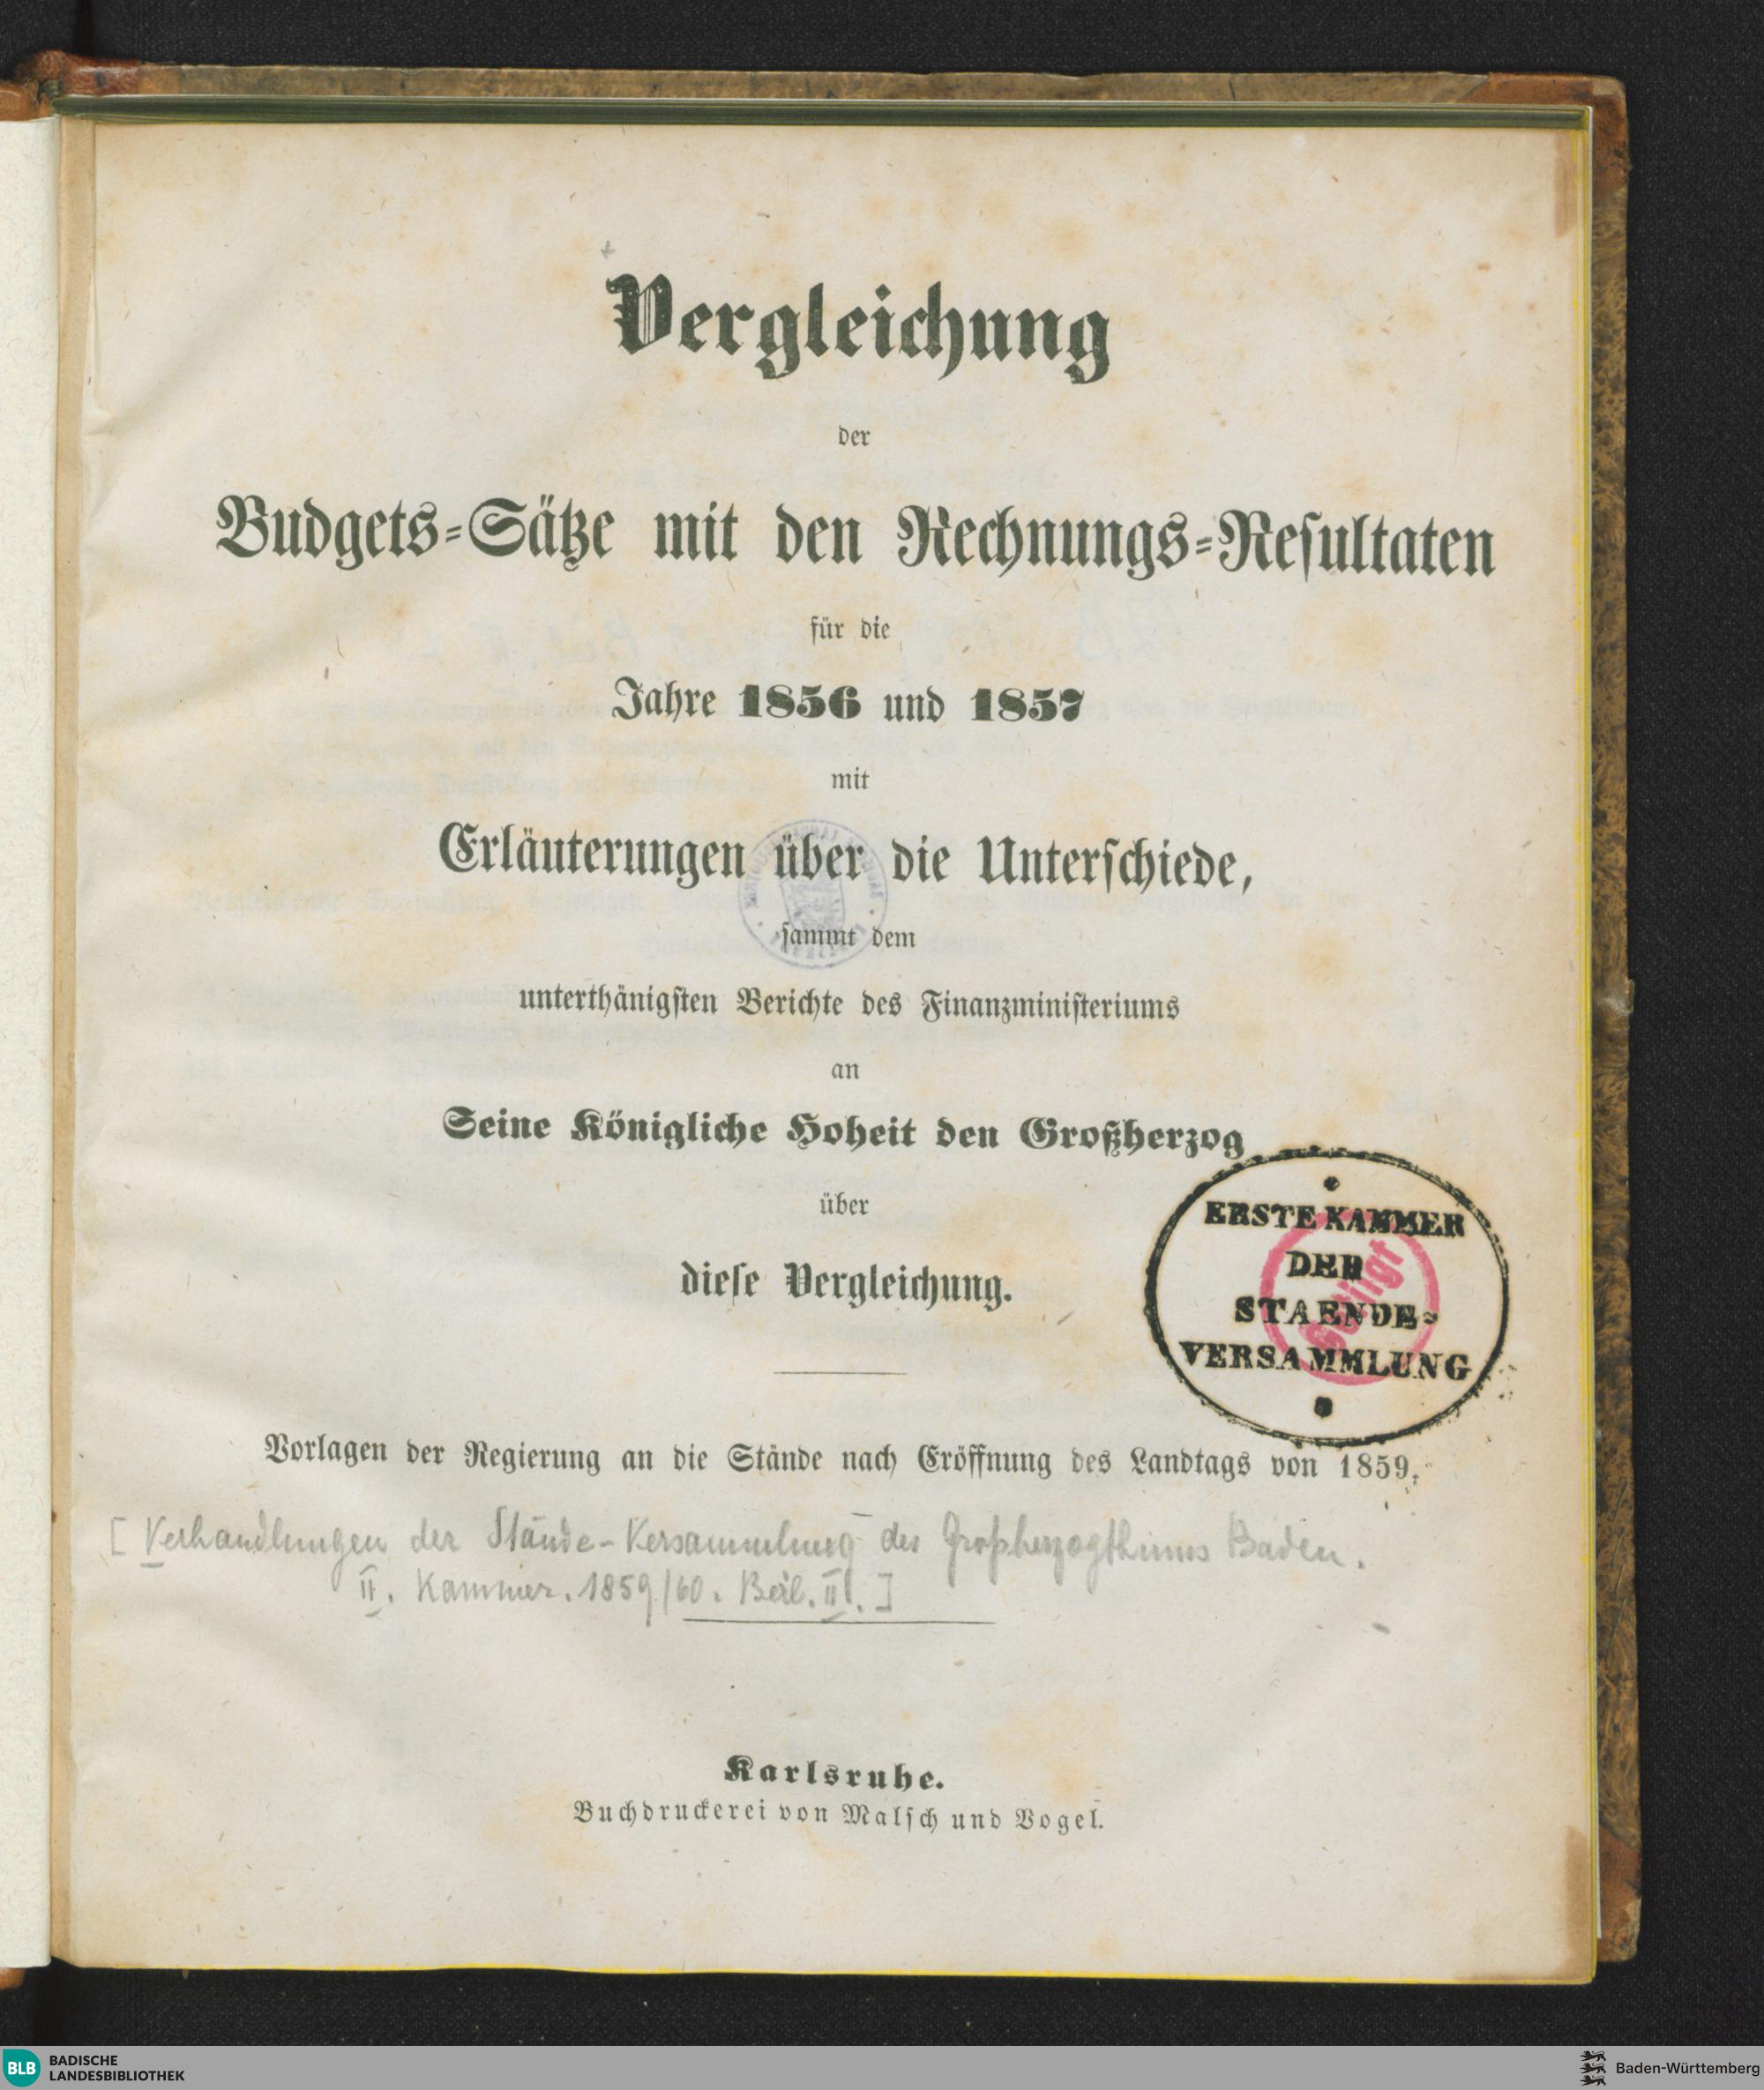 Vergleichung
der
Budgets-Sätze mit den Rechnungs-Resultaten
für die
Jahre 1856 und 1857
mit
Erläuterungen über die Unterschiede,
sammt dem
unterthänigsten Berichte des Finanzministeriums
an
Seine Königliche Hoheit den Großherzog
über
diese Vergleichung.
ERSTE KAMMER
DER
STAENDE-
VERSAMMLUNG
Vorlagen der Regierung an die Stände nach Eröffnung des Landtags von 1859.
[Verhandlungen der Stände-Versammlung des Großherzogthums Baden.
II. Kammer. 1859/60. Beil. II.]
Karlsruhe.
Buchdruckerei von Malsch und Vogel.
BLB BADISCHE
LANDESBIBLIOTHEK
Baden-Württemberg